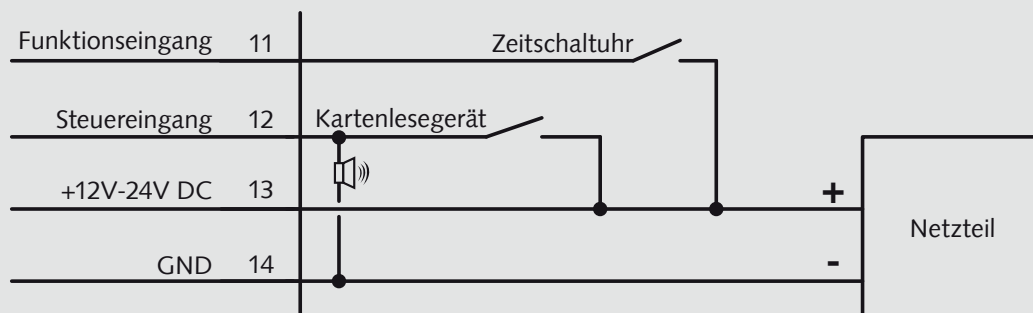 Funktionseingang 11 Zeitschaltuhr
Steuereingang 12 Kartenlesegerät
+12V-24V DC 13 +
Netzteil
GND 14 -